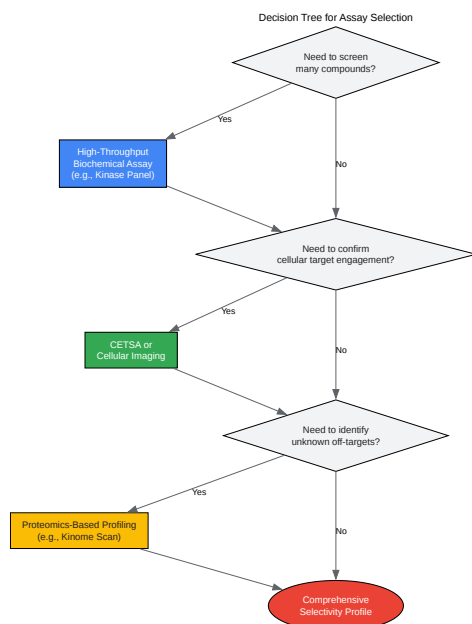 Decision Tree for Assay Selection
Need to screen
many compounds?
Yes
High-Throughput
Biochemical Assay
(e.g., Kinase Panel)
No
Need to confirm
cellular target engagement?
Yes
CETSA or
Cellular Imaging
No
Need to identify
unknown off-targets?
Yes
Proteomics-Based Profiling
(e.g., Kinome Scan)
No
Comprehensive
Selectivity Profile